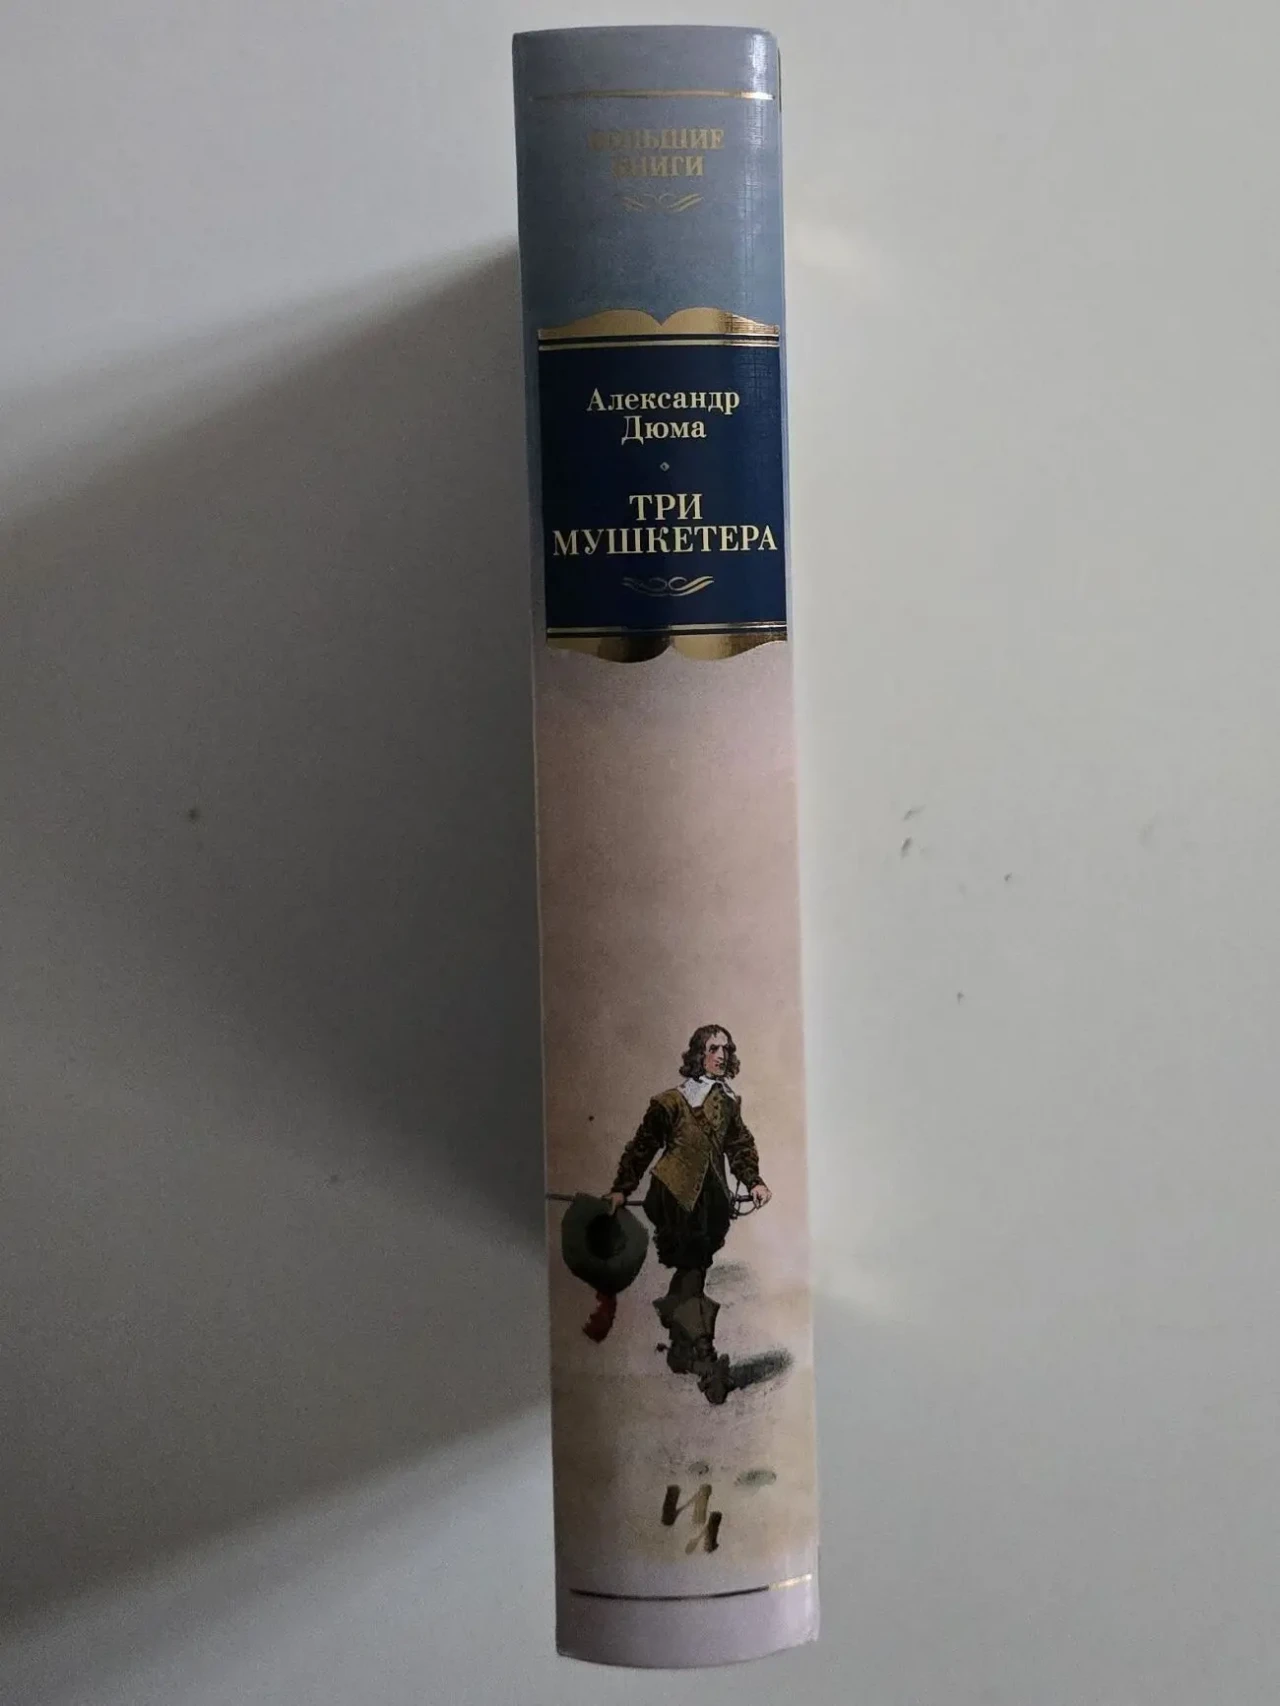 БОЛЬШИЕ
КНИГИ
Александр
Дюма
ТРИ
МУШКЕТЕРА